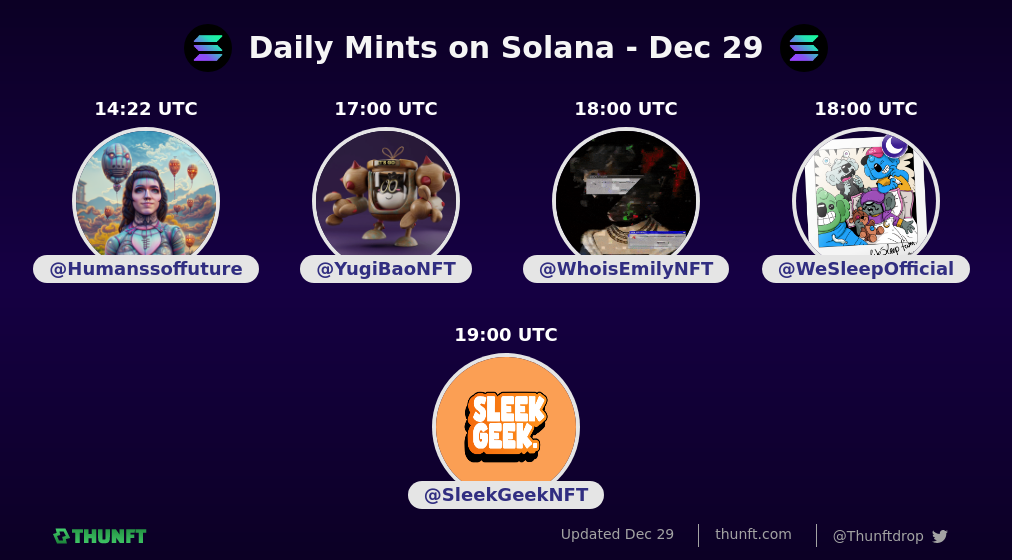 Daily Mints on Solana - Dec 29
14:22 UTC
17:00 UTC
18:00 UTC
18:00 UTC
@Humanssoffuture
@YugiBaoNFT
@WhoisEmilyNFT
@WeSleepOfficial
19:00 UTC
SLEEK
GEEK.
@SleekGeekNFT
THUNFT
Updated Dec 29
thunft.com
@Thunftdrop